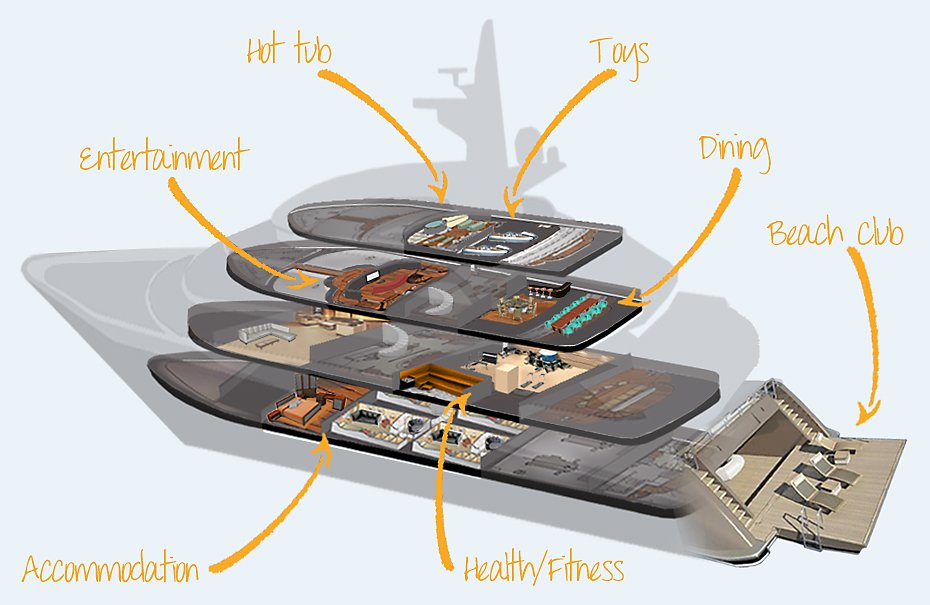 Hot tub
Toys
Entertainment
Dining
Beach Club
Accommodation
Health/Fitness